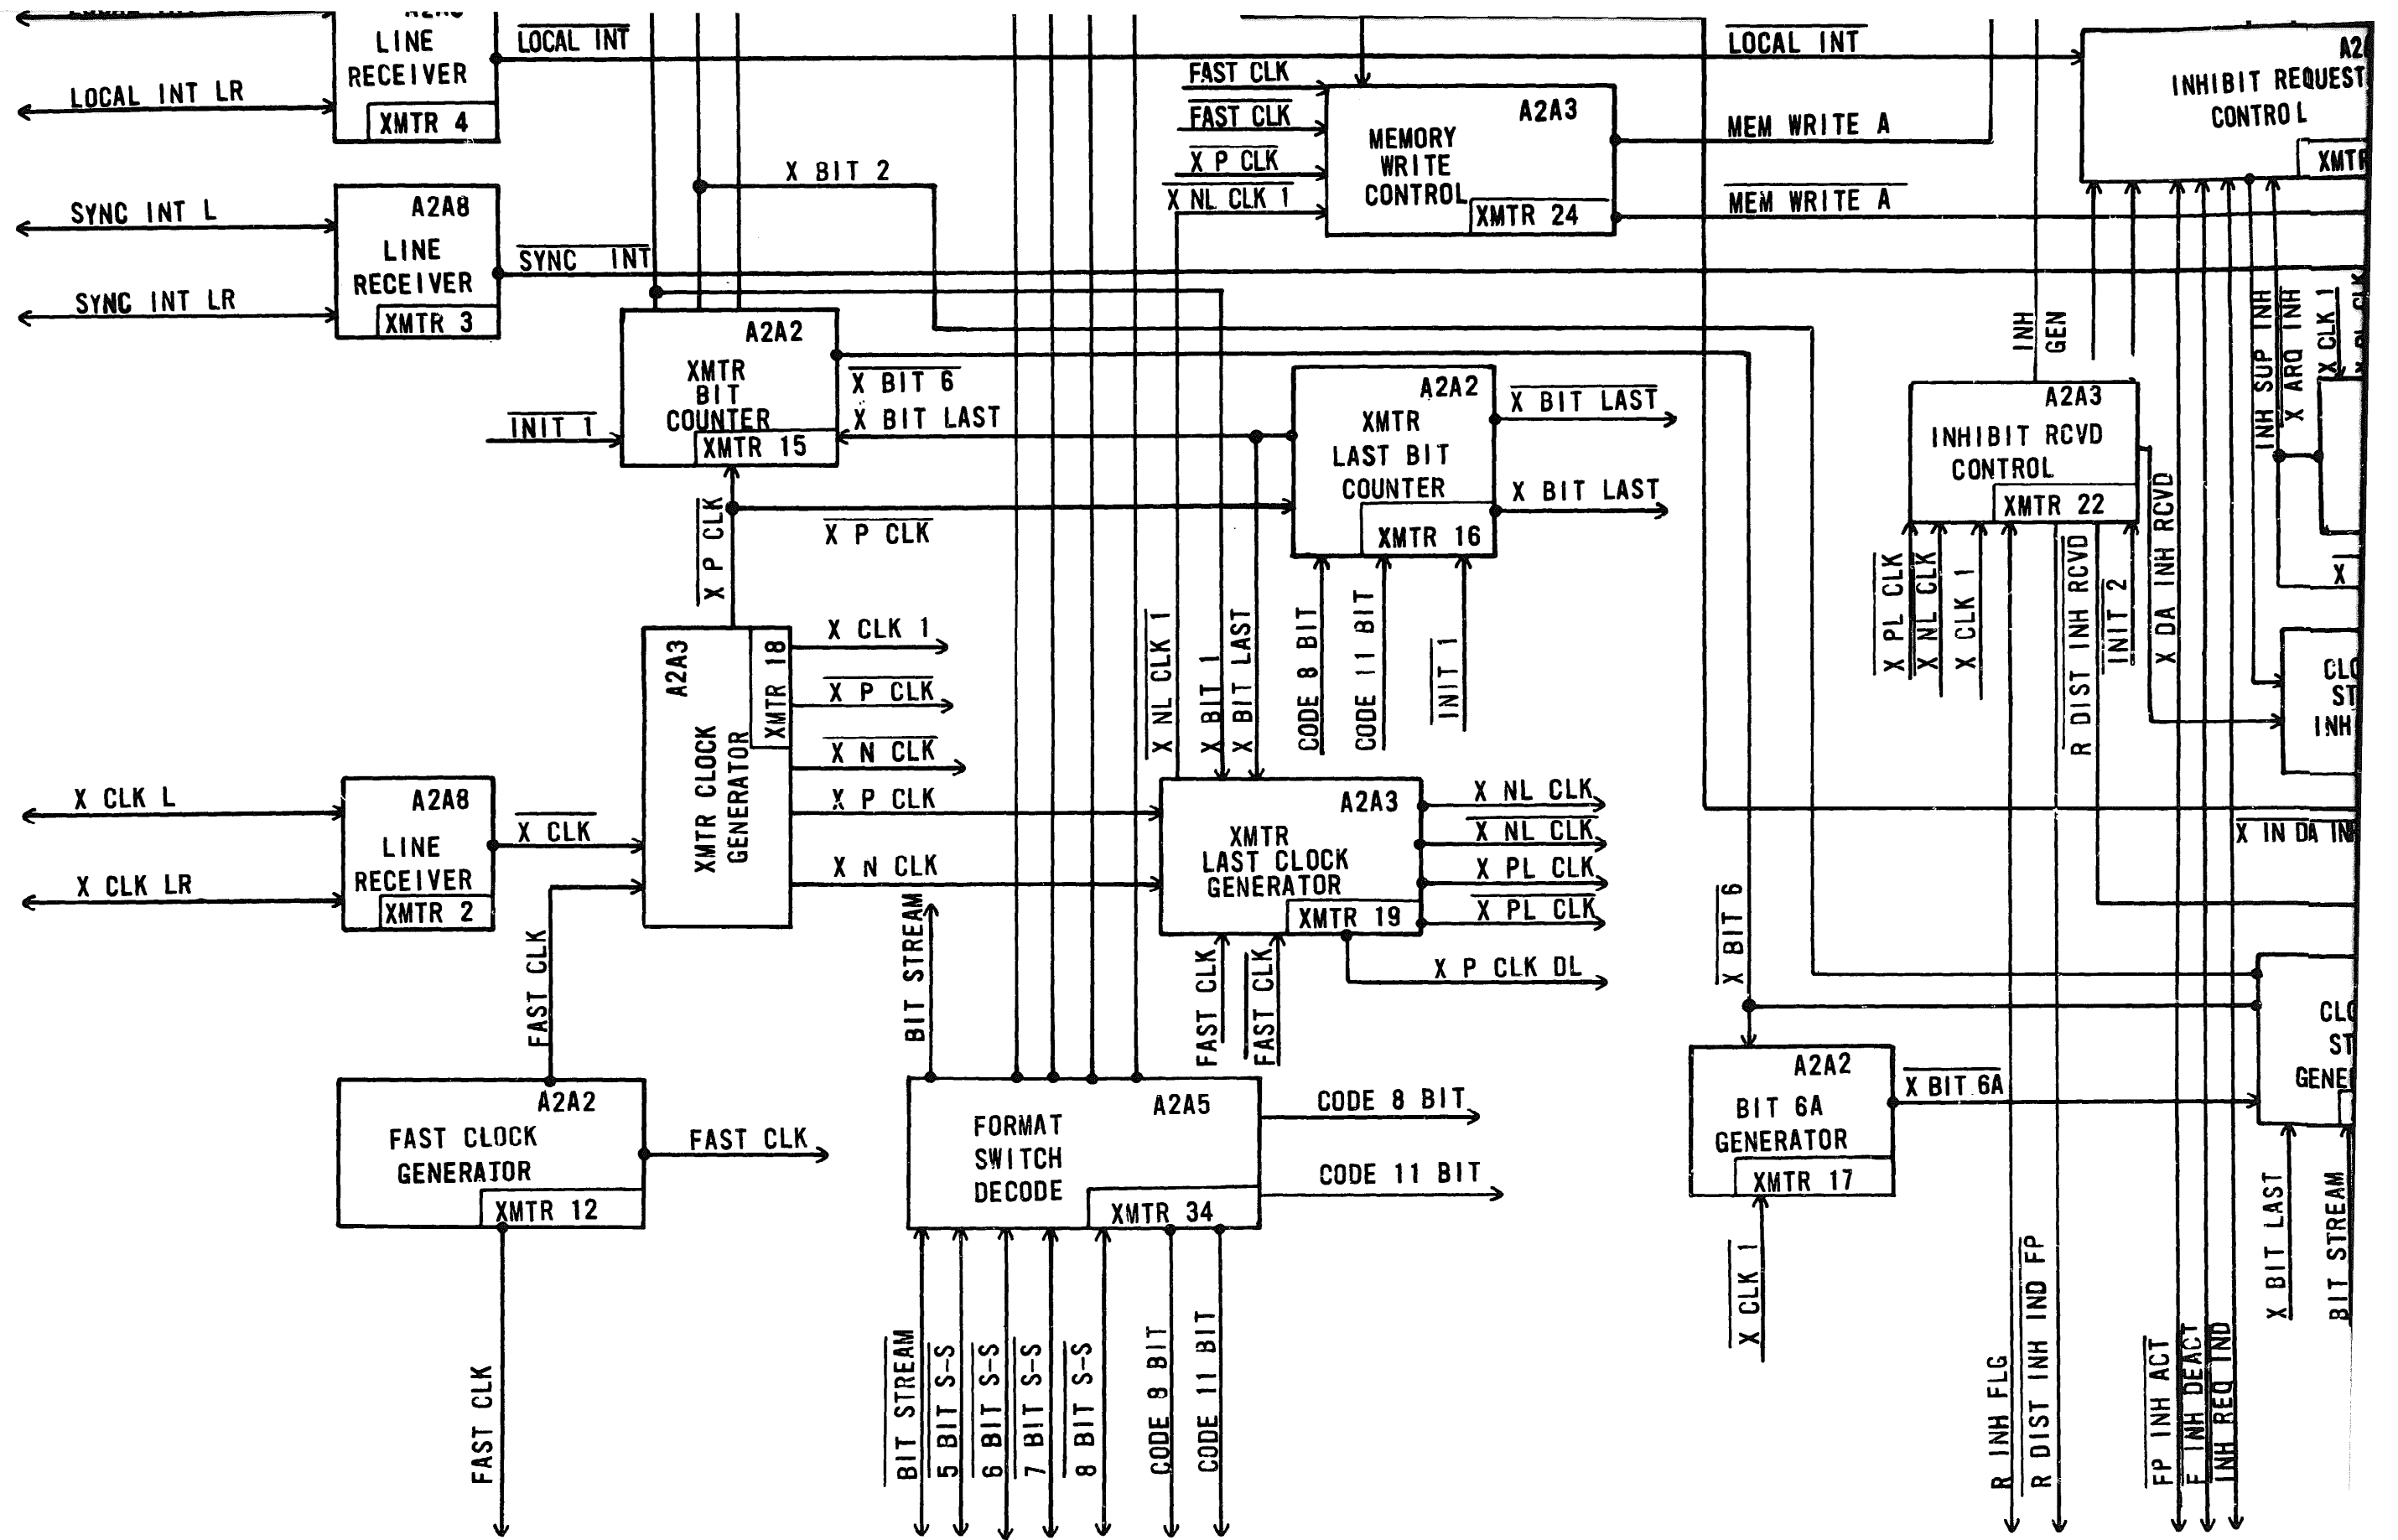 LINE
RECEIVER
XMTR 4
LOCAL INT LR
LOCAL INT
LOCAL INT
SYNC INT L
A2A8
LINE
RECEIVER
XMTR 3
SYNC INT LR
SYNC INT
X BIT 2
FAST CLK
FAST CLK
X P CLK
X NL CLK 1
A2A3
MEMORY
WRITE
CONTROL
XMTR 24
MEM WRITE A
MEM WRITE A
INHIBIT REQUEST
CONTROL
INIT 1
A2A2
XMTR
BIT
COUNTER
XMTR 15
X BIT 6
X BIT LAST
X P CLK
X P CLK
A2A2
XMTR
LAST BIT
COUNTER
XMTR 16
X BIT LAST
X BIT LAST
CODE 8 BIT
CODE 11 BIT
INIT 1
INH
GEN
A2A3
INHIBIT RCVD
CONTROL
XMTR 22
X PL CLK
X NL CLK
X CLK 1
R DIST INH RCVD
INIT 2
X DA INH RCVD
INH SUP INH
X ARQ INH
X CLK 1
INH
X IN DA
X CLK L
A2A8
LINE
RECEIVER
XMTR 2
X CLK LR
X CLK
A2A3
XMTR 18
XMTR CLOCK
GENERATOR
X CLK 1
X P CLK
X N CLK
X P CLK
X N CLK
X NL CLK 1
X BIT 1
X BIT LAST
A2A3
XMTR
LAST CLOCK
GENERATOR
XMTR 19
X NL CLK
X NL CLK
X PL CLK
X PL CLK
X P CLK DL
FAST CLK
FAST CLK
FAST CLK
A2A2
FAST CLOCK
GENERATOR
XMTR 12
FAST CLK
FAST CLK
BIT STREAM
A2A5
FORMAT
SWITCH
DECODE
XMTR 34
CODE 8 BIT
CODE 11 BIT
BIT STREAM
5 BIT S-S
6 BIT S-S
7 BIT S-S
8 BIT S-S
CODE 8 BIT
CODE 11 BIT
X BIT 6
A2A2
BIT 6A
GENERATOR
XMTR 17
X BIT 6A
X CLK 1
X BIT LAST
BIT STREAM
R INH FLG
R DIST INH IND FP
FP INH ACT
F INH DEACT
INH REQ IND